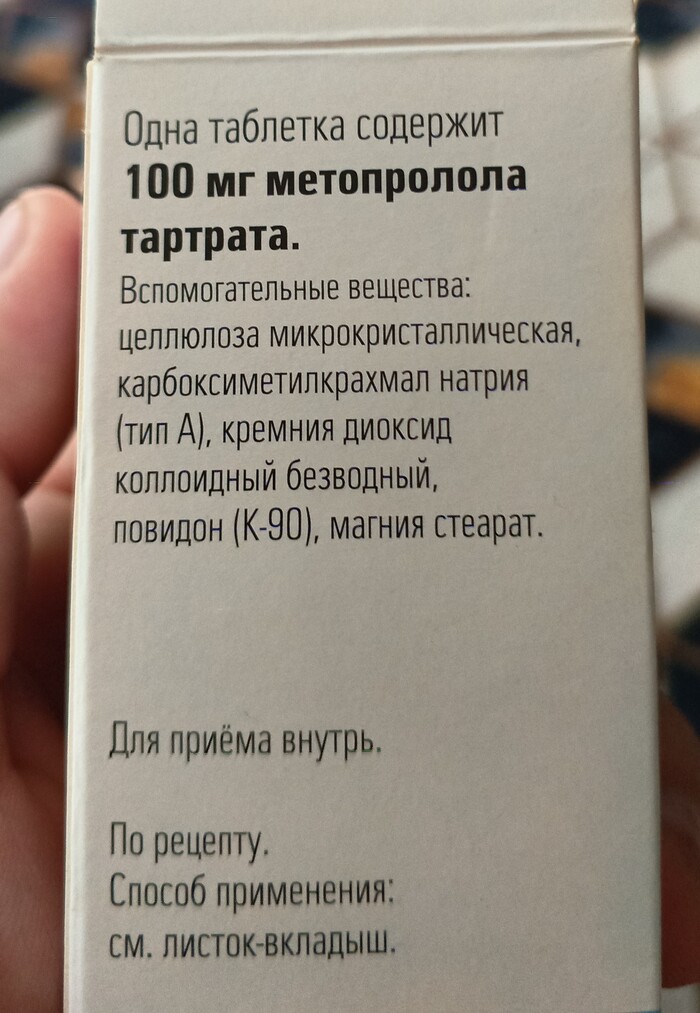 Одна таблетка содержит
100 мг метопролола
тартрата.
Вспомогательные вещества:
целлюлоза микрокристаллическая,
карбоксиметилкрахмал натрия
(тип А), кремния диоксид
коллоидный безводный,
повидон (К-90), магния стеарат.
Для приёма внутрь.
По рецепту.
Способ применения:
см. листок-вкладыш.